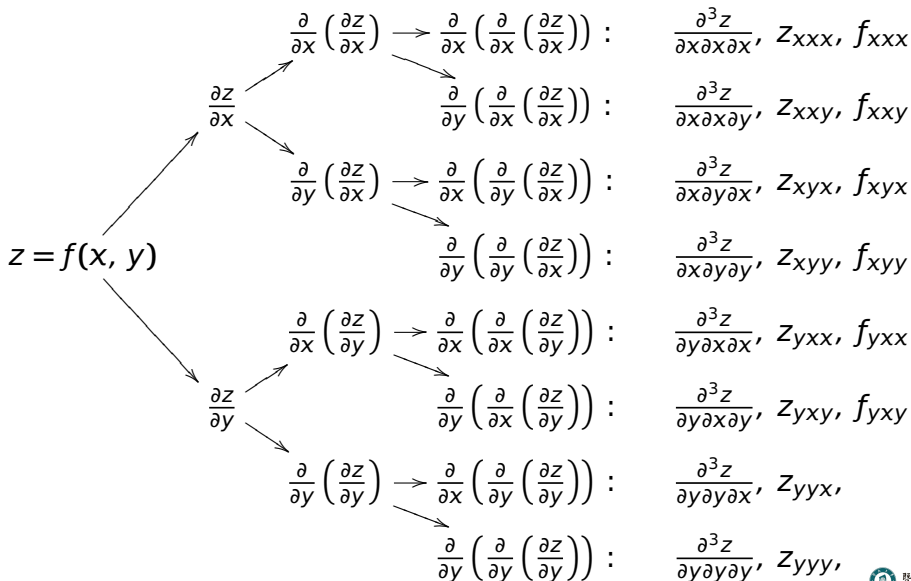 ∂/∂x (∂z/∂x) → ∂/∂x (∂/∂x (∂z/∂x)) : ∂³z/∂x∂x∂x, z_xxx, f_xxx
∂z/∂x ∂/∂y (∂/∂x (∂z/∂x)) : ∂³z/∂x∂x∂y, z_xxy, f_xxy
∂/∂y (∂z/∂x) → ∂/∂x (∂/∂y (∂z/∂x)) : ∂³z/∂x∂y∂x, z_xyx, f_xyx
z = f(x, y) ∂/∂y (∂/∂y (∂z/∂x)) : ∂³z/∂x∂y∂y, z_xyy, f_xyy
∂/∂x (∂z/∂y) → ∂/∂x (∂/∂x (∂z/∂y)) : ∂³z/∂y∂x∂x, z_yxx, f_yxx
∂z/∂y ∂/∂y (∂/∂x (∂z/∂y)) : ∂³z/∂y∂x∂y, z_yxy, f_yxy
∂/∂y (∂z/∂y) → ∂/∂x (∂/∂y (∂z/∂y)) : ∂³z/∂y∂y∂x, z_yyx,
∂/∂y (∂/∂y (∂z/∂y)) : ∂³z/∂y∂y∂y, z_yyy,